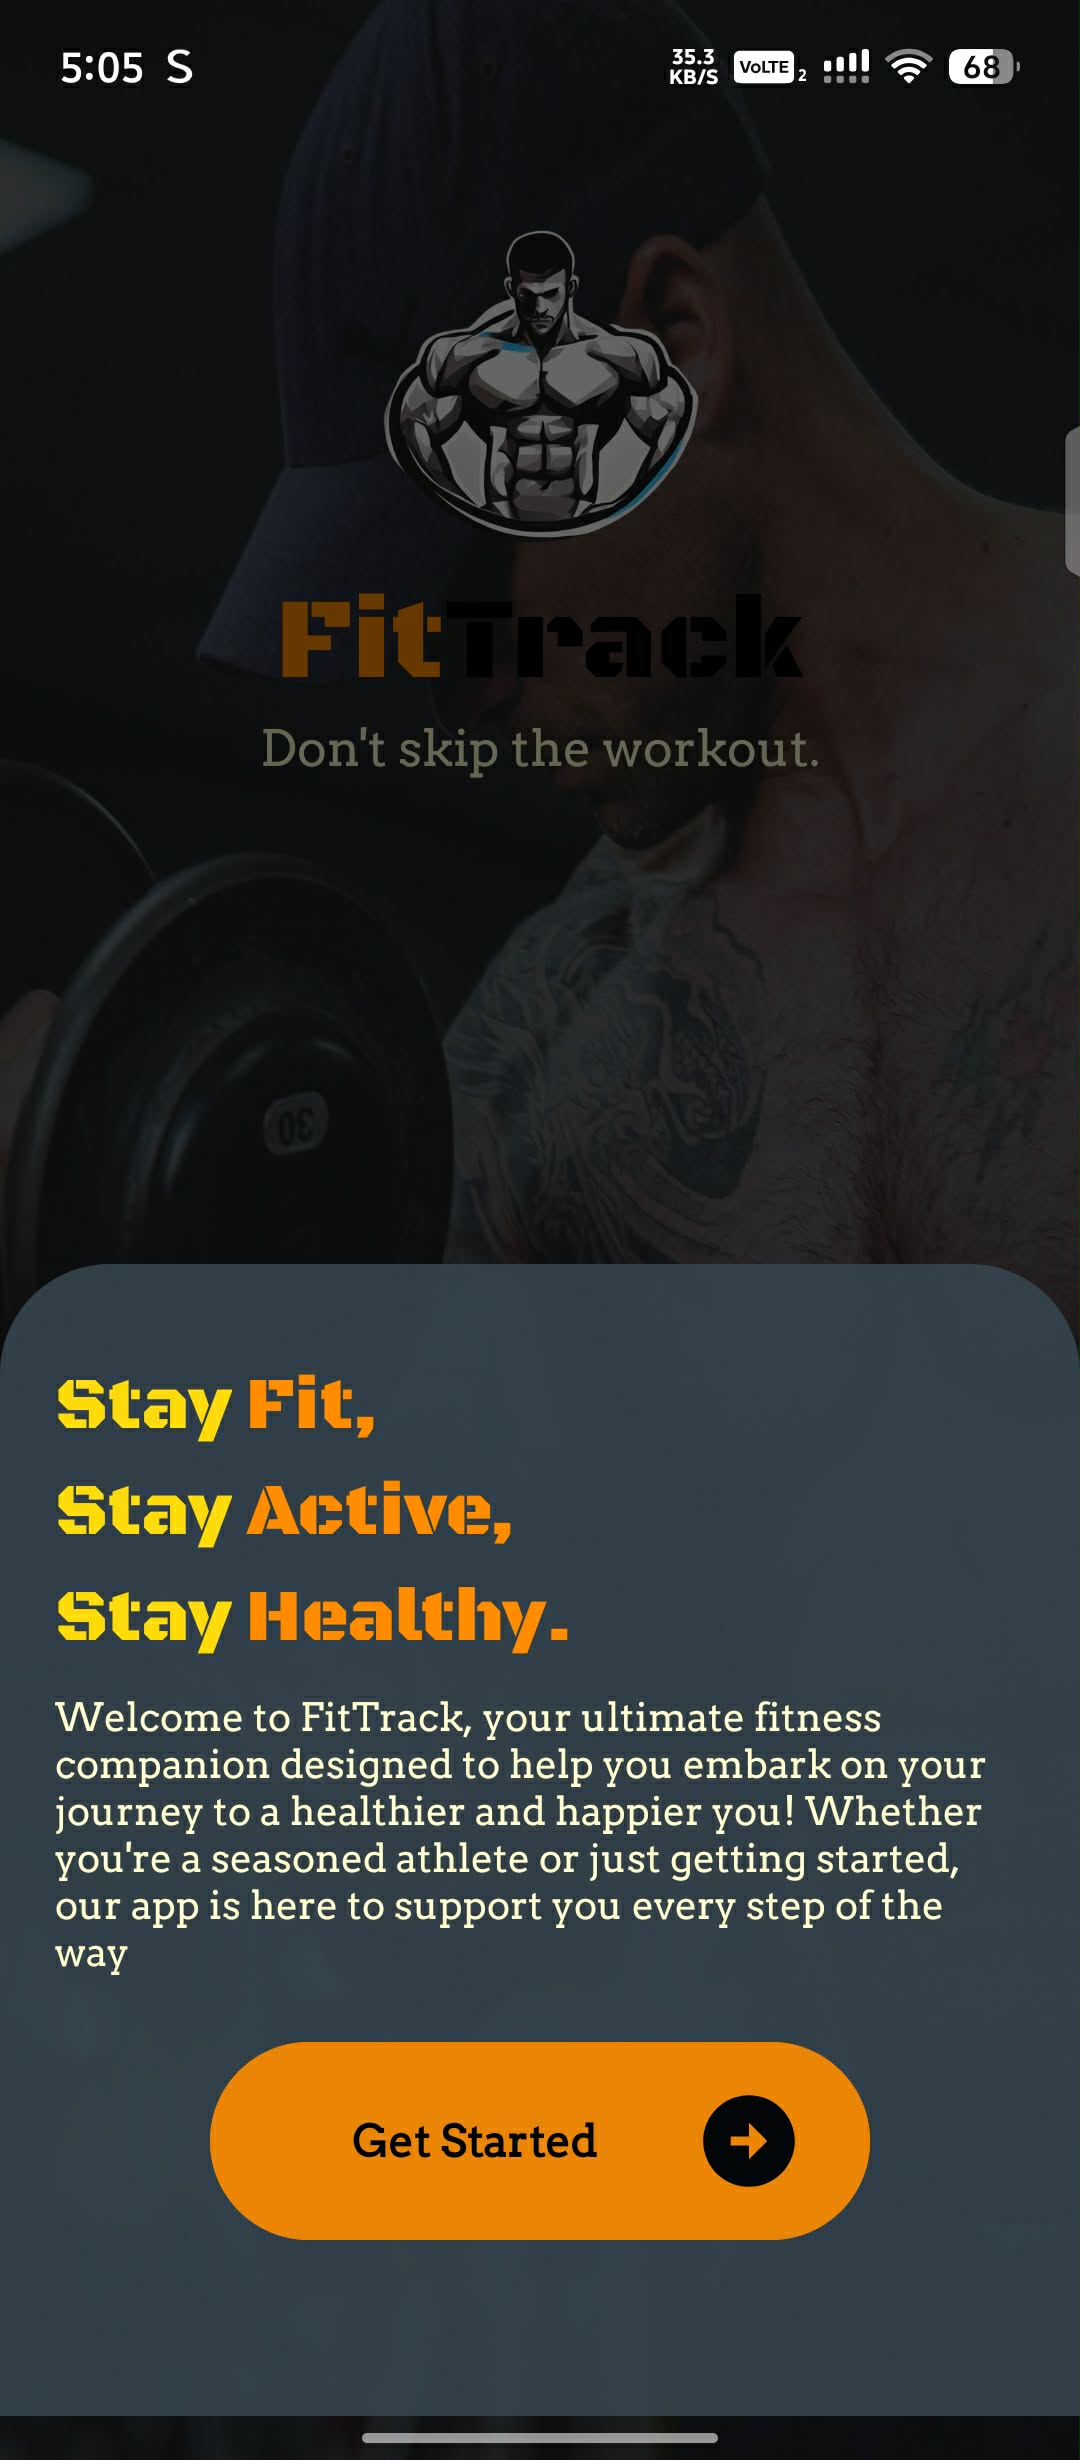 5:05 S 35.3 KB/S VoLTE 2 68
FitTrack
Don't skip the workout.
30
Stay Fit,
Stay Active,
Stay Healthy.
Welcome to FitTrack, your ultimate fitness
companion designed to help you embark on your
journey to a healthier and happier you! Whether
you're a seasoned athlete or just getting started,
our app is here to support you every step of the
way
Get Started